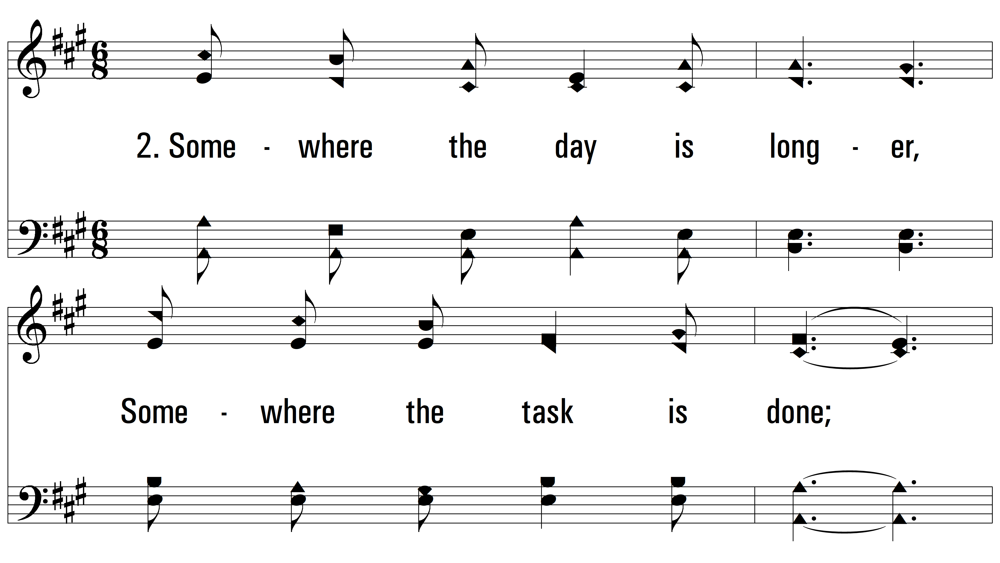 2. Some - where the day is long - er,
Some - where the task is done;